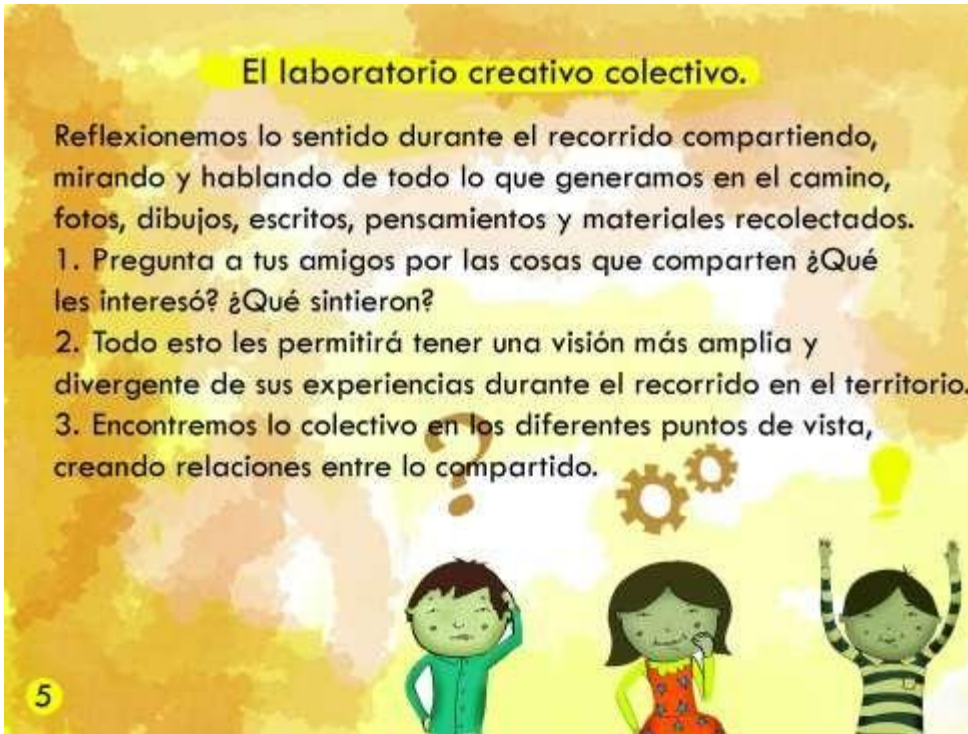 El laboratorio creativo colectivo.
Reflexionemos lo sentido durante el recorrido compartiendo,
mirando y hablando de todo lo que generamos en el camino,
fotos, dibujos, escritos, pensamientos y materiales recolectados.
1. Pregunta a tus amigos por las cosas que comparten ¿Qué
les interesó? ¿Qué sintieron?
2. Todo esto les permitirá tener una visión más amplia y
divergente de sus experiencias durante el recorrido en el territorio.
3. Encontremos lo colectivo en los diferentes puntos de vista,
creando relaciones entre lo compartido.
?
5